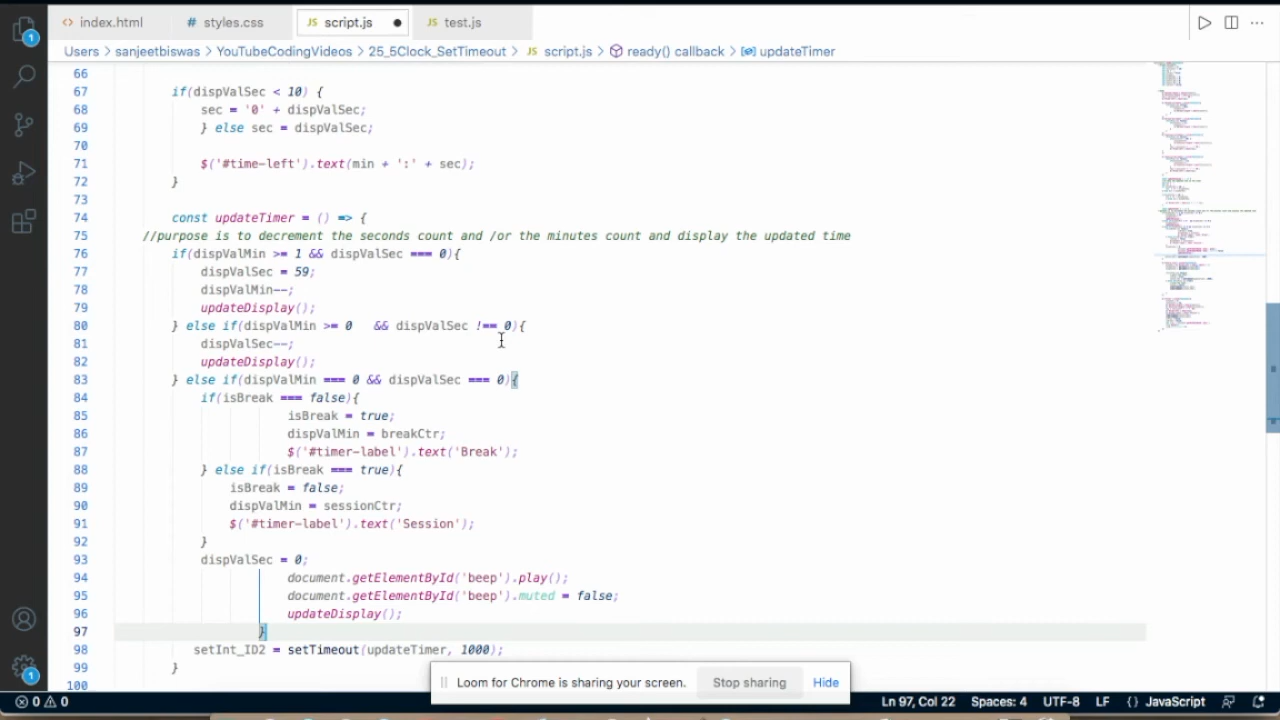 index.html
styles.css
script.js
test.js
Users > sanjeetbiswas > YouTubeCodingVideos > 25_5Clock_SetTimeout > JS script.js > ready() callback > updateTimer
66
67 if(dispValSec < 10) {
68 sec = '0' + dispValSec;
69 } else sec = dispValSec;
70
71 $('#time-left').text(min + ':' + sec);
72 }
73
74 const updateTimer = () => {
75 //purpose is to decrement the seconds count , the minutes count and display the updated time
76 if(dispValMin >= 1 && dispValSec === 0){
77 dispValSec = 59;
78 dispValMin--;
79 updateDisplay();
80 } else if(dispValMin >= 0 && dispValSec !== 0){
81 dispValSec--;
82 updateDisplay();
83 } else if(dispValMin === 0 && dispValSec === 0){
84 if(isBreak === false){
85 isBreak = true;
86 dispValMin = breakCtr;
87 $('#timer-label').text('Break');
88 } else if(isBreak === true){
89 isBreak = false;
90 dispValMin = sessionCtr;
91 $('#timer-label').text('Session');
92 }
93 dispValSec = 0;
94 document.getElementById('beep').play();
95 document.getElementById('beep').muted = false;
96 updateDisplay();
97 }
98 setInt_ID2 = setTimeout(updateTimer, 1000);
99 }
100
Loom for Chrome is sharing your screen. Stop sharing Hide
0 0 Ln 97, Col 22 Spaces: 4 UTF-8 LF {} JavaScript